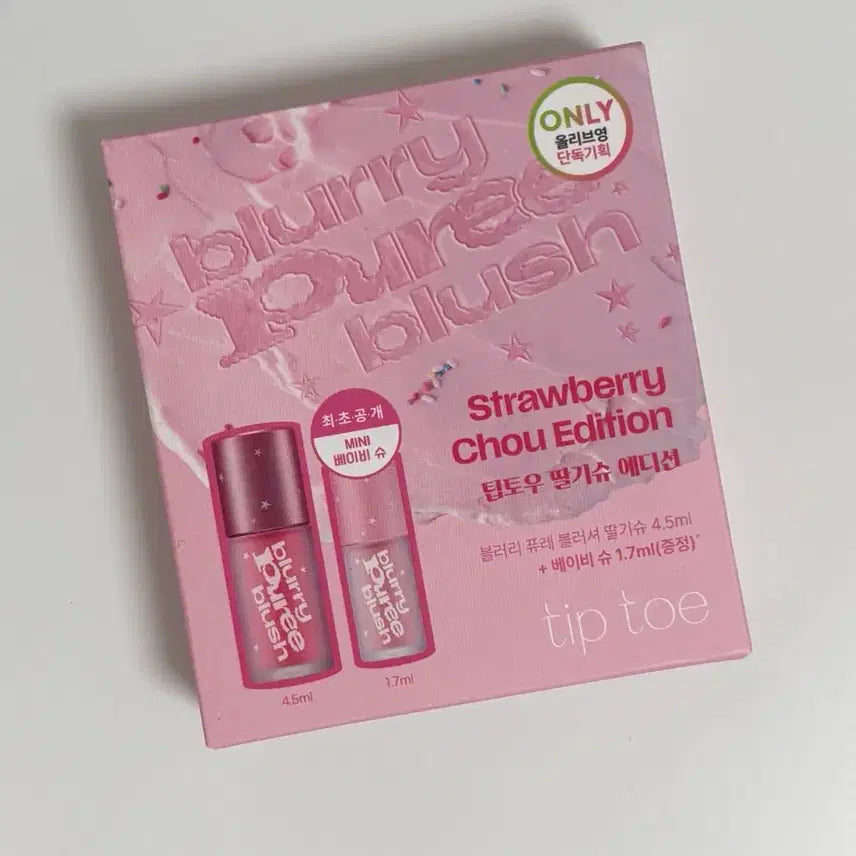 ONLY
올리브영
단독기획
blurry
puree
blush
Strawberry
Chou Edition
팁토우 딸기슈 에디션
블러리 퓨레 블러셔 딸기슈 4.5ml
+ 베이비 슈 1.7ml(증정)
tip toe
최·초·공·개
MINI
베이비 슈
blurry
puree
blush
4.5ml
blurry
puree
blush
1.7ml